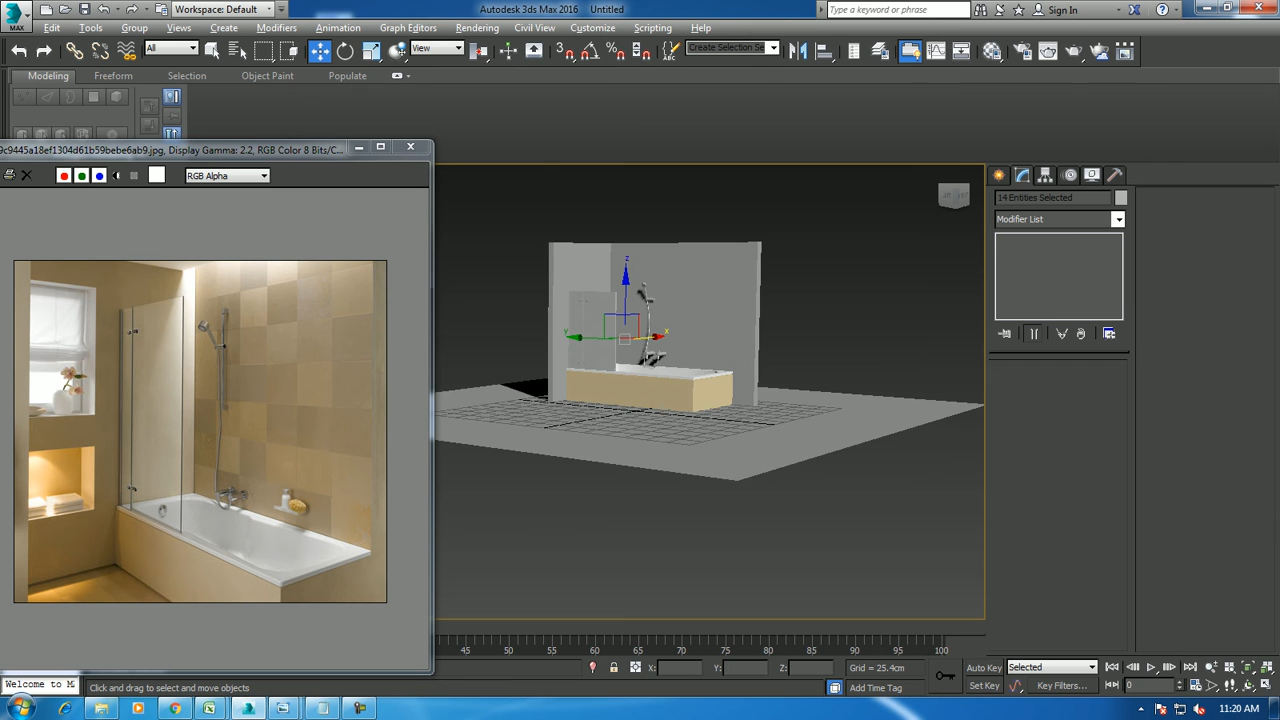 MAX
Workspace: Default
Autodesk 3ds Max 2016 Untitled
Type a keyword or phrase
Sign In
Edit Tools Group Views Create Modifiers Animation Graph Editors Rendering Civil View Customize Scripting Help
All
View
Create Selection Se
Modeling Freeform Selection Object Paint Populate
9c9445a18ef1304d61b59bebe6ab9.jpg, Display Gamma: 2.2, RGB Color 8 Bits/C...
RGB Alpha
14 Entities Selected
Modifier List
z
y
x
45 50 55 60 65 70 75 80 85 90 95 100
X: Y: Z: Grid = 25.4cm
Auto Key Selected
Welcome to M
Click and drag to select and move objects
Add Time Tag
Set Key Key Filters...
0
11:20 AM